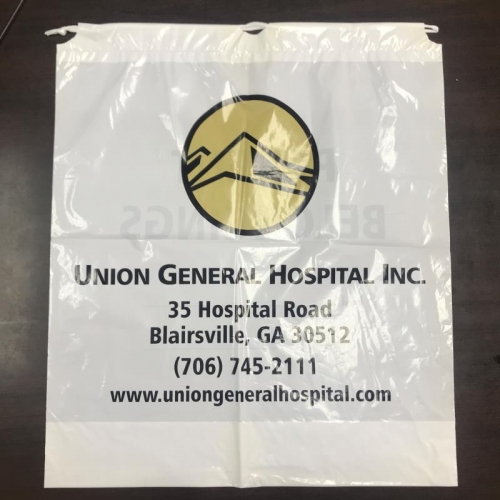 UNION GENERAL HOSPITAL INC.
35 Hospital Road
Blairsville, GA 30512
(706) 745-2111
www.uniongeneralhospital.com